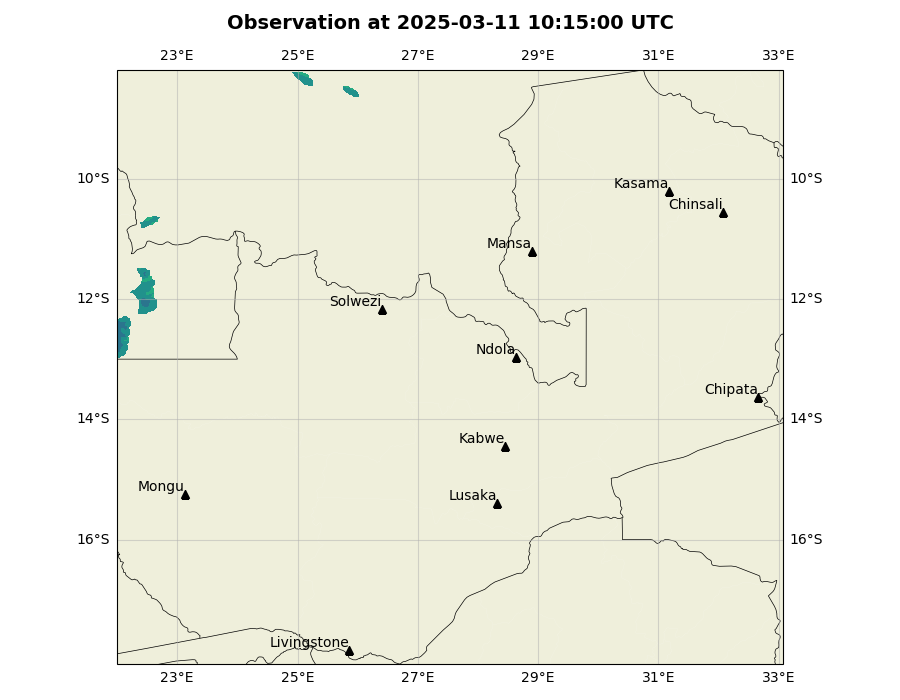 Observation at 2025-03-11 10:15:00 UTC
23°E 25°E 27°E 29°E 31°E 33°E
10°S 10°S
Kasama
Chinsali
Mansa
12°S 12°S
Solwezi
Ndola
Chipata
14°S 14°S
Kabwe
Mongu
Lusaka
16°S 16°S
Livingstone
23°E 25°E 27°E 29°E 31°E 33°E